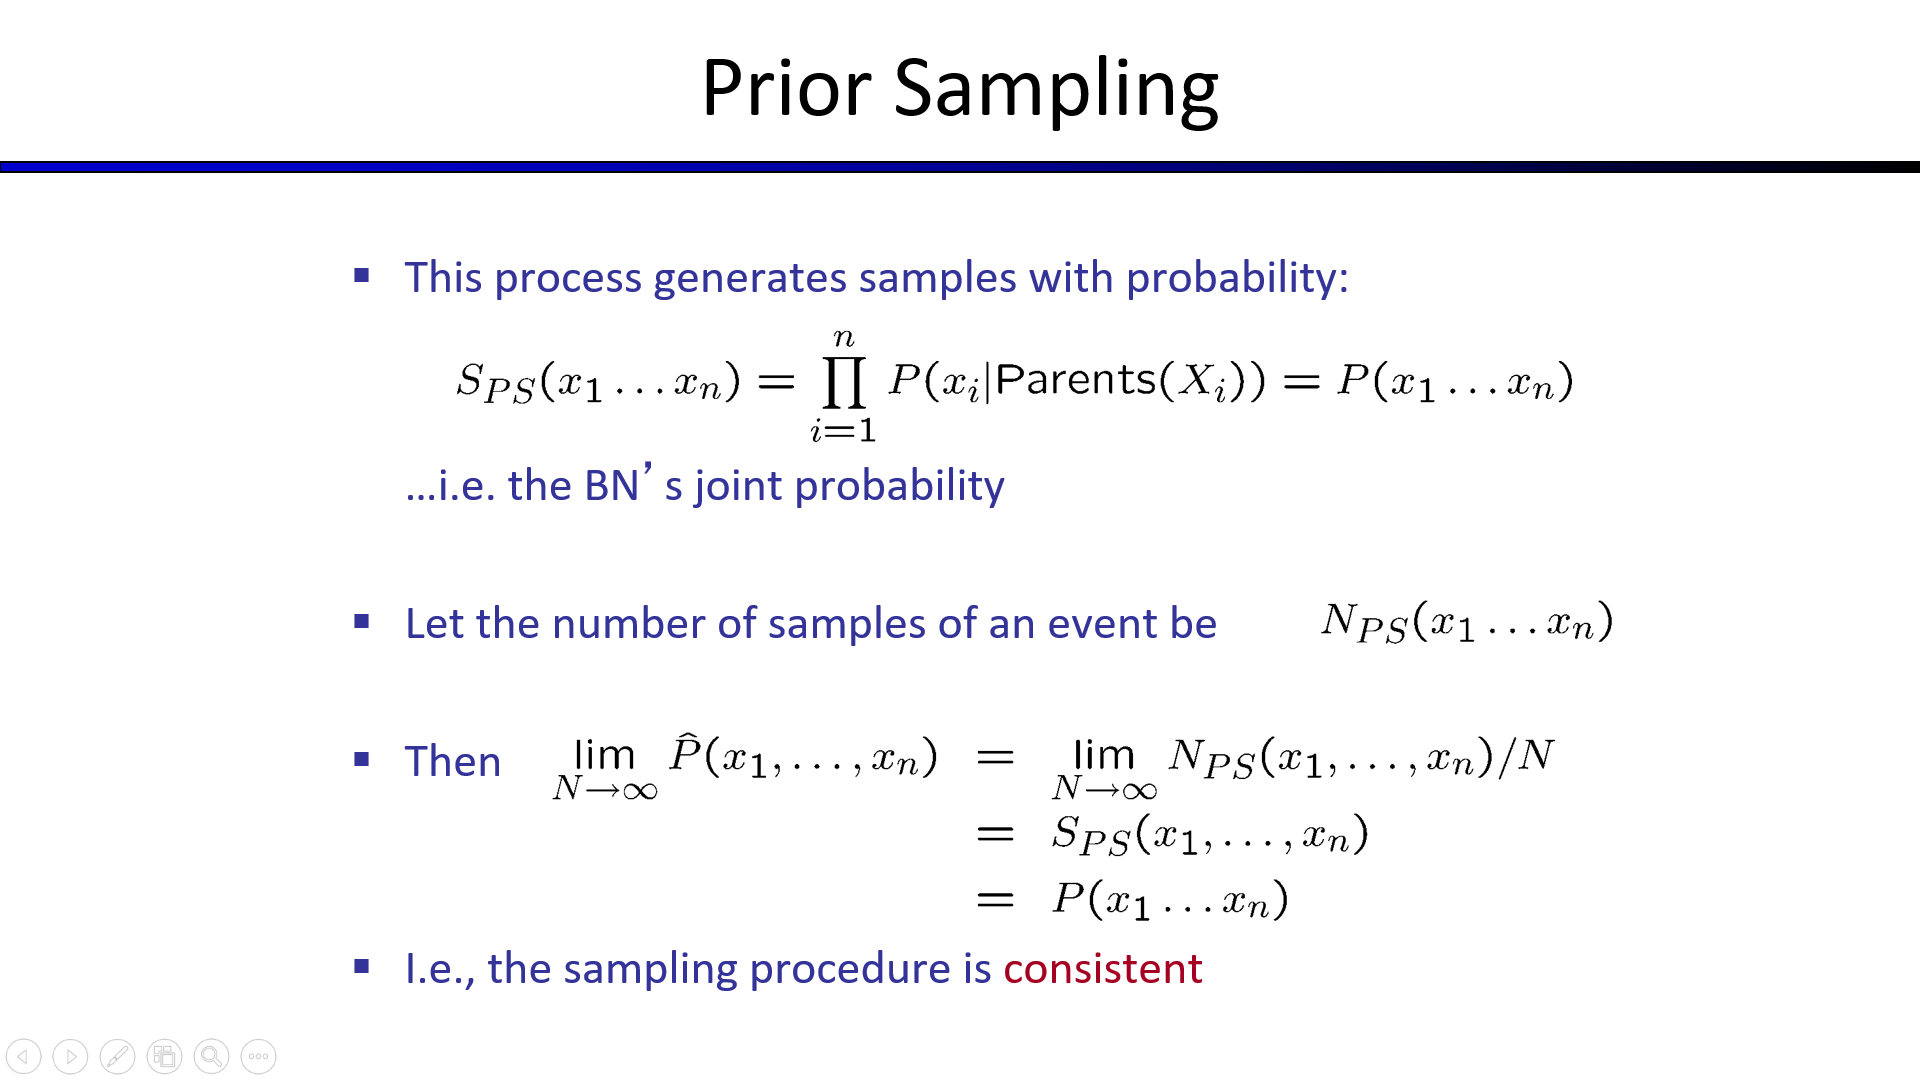 Prior Sampling
▪ This process generates samples with probability:
$S_{PS}(x_1 \ldots x_n) = \prod_{i=1}^{n} P(x_i|\mathsf{Parents}(X_i)) = P(x_1 \ldots x_n)$
...i.e. the BN’s joint probability
▪ Let the number of samples of an event be $N_{PS}(x_1 \ldots x_n)$
▪ Then $\lim_{N \to \infty} \hat{P}(x_1, \ldots, x_n) = \lim_{N \to \infty} N_{PS}(x_1, \ldots, x_n)/N$
$= S_{PS}(x_1, \ldots, x_n)$
$= P(x_1 \ldots x_n)$
▪ I.e., the sampling procedure is consistent